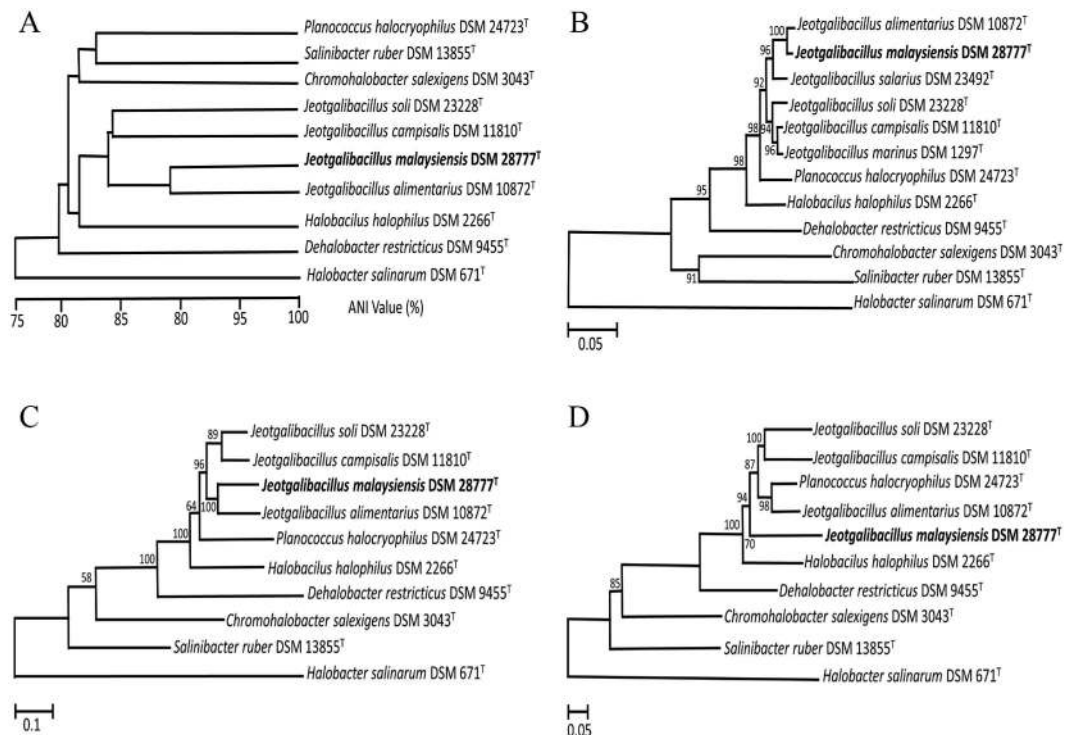 A
Planococcus halocryophilus DSM 24723T
Salinibacter ruber DSM 13855T
Chromohalobacter salexigens DSM 3043T
Jeotgalibacillus soli DSM 23228T
Jeotgalibacillus campisalis DSM 11810T
Jeotgalibacillus malaysiensis DSM 28777T
Jeotgalibacillus alimentarius DSM 10872T
Halobacilus halophilus DSM 2266T
Dehalobacter restricticus DSM 9455T
Halobacter salinarum DSM 671T
75 80 85 80 95 100 ANI Value (%)
B
Jeotgalibacillus alimentarius DSM 10872T
100
Jeotgalibacillus malaysiensis DSM 28777T
96
Jeotgalibacillus salarius DSM 23492T
92
Jeotgalibacillus soli DSM 23228T
98 94
Jeotgalibacillus campisalis DSM 11810T
96
Jeotgalibacillus marinus DSM 1297T
98
Planococcus halocryophilus DSM 24723T
95
Halobacilus halophilus DSM 2266T
Dehalobacter restricticus DSM 9455T
Chromohalobacter salexigens DSM 3043T
91
Salinibacter ruber DSM 13855T
Halobacter salinarum DSM 671T
0.05
C
89
Jeotgalibacillus soli DSM 23228T
Jeotgalibacillus campisalis DSM 11810T
96
Jeotgalibacillus malaysiensis DSM 28777T
100
Jeotgalibacillus alimentarius DSM 10872T
64
100
Planococcus halocryophilus DSM 24723T
100
Halobacilus halophilus DSM 2266T
58
Dehalobacter restricticus DSM 9455T
Chromohalobacter salexigens DSM 3043T
Salinibacter ruber DSM 13855T
Halobacter salinarum DSM 671T
0.1
D
Jeotgalibacillus soli DSM 23228T
100
Jeotgalibacillus campisalis DSM 11810T
87
Planococcus halocryophilus DSM 24723T
94 98
Jeotgalibacillus alimentarius DSM 10872T
100
Jeotgalibacillus malaysiensis DSM 28777T
70
Halobacilus halophilus DSM 2266T
85
Dehalobacter restricticus DSM 9455T
Chromohalobacter salexigens DSM 3043T
Salinibacter ruber DSM 13855T
Halobacter salinarum DSM 671T
0.05